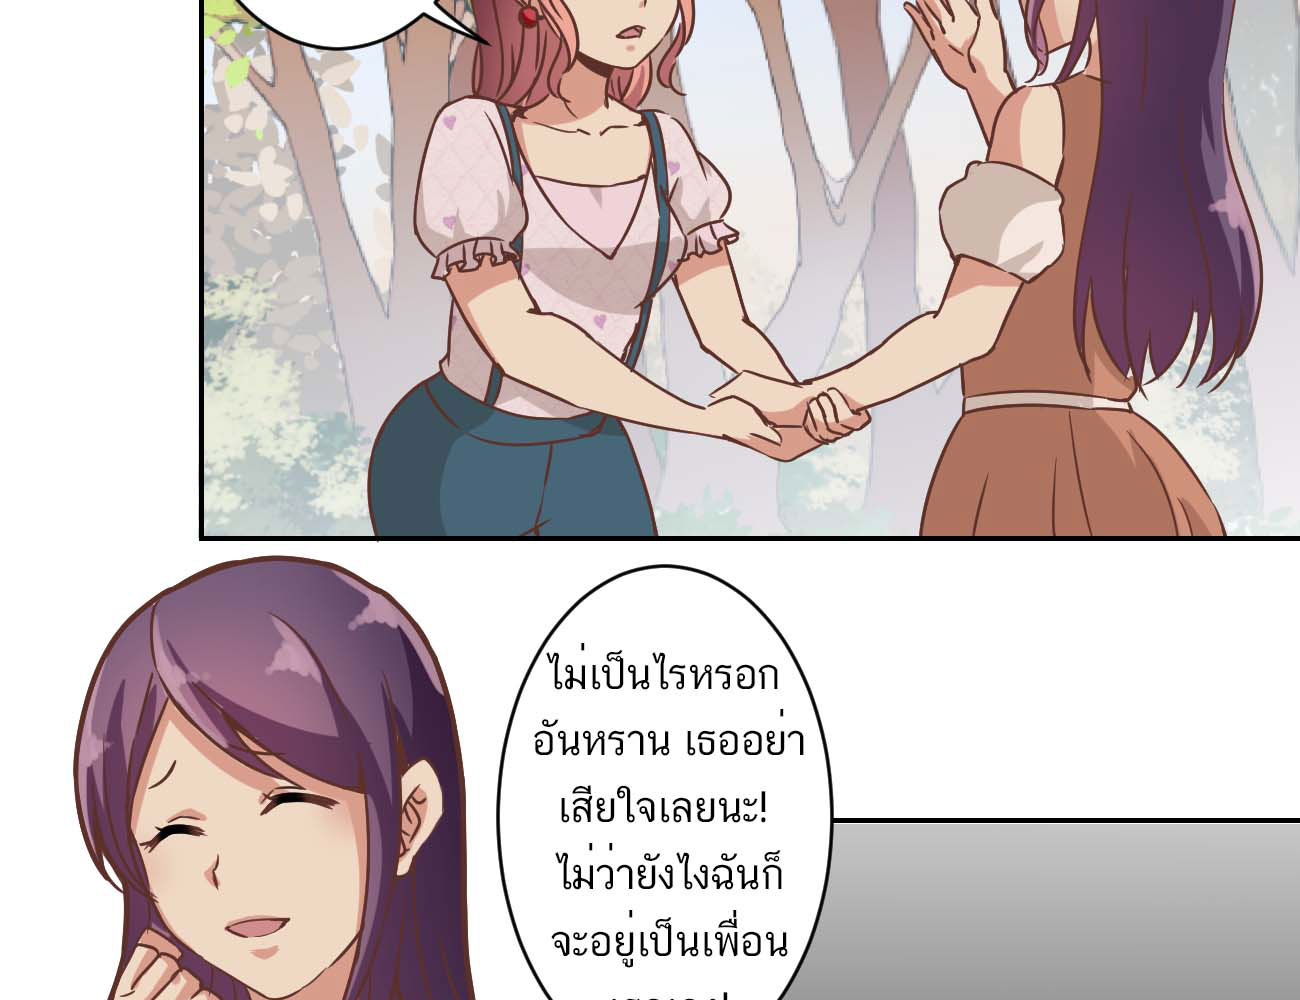 ไม่เป็นไรหรอก
อันหราน เธออย่า
เสียใจเลยนะ!
ไม่ว่ายังไงฉันก็
จะอยู่เป็นเพื่อน